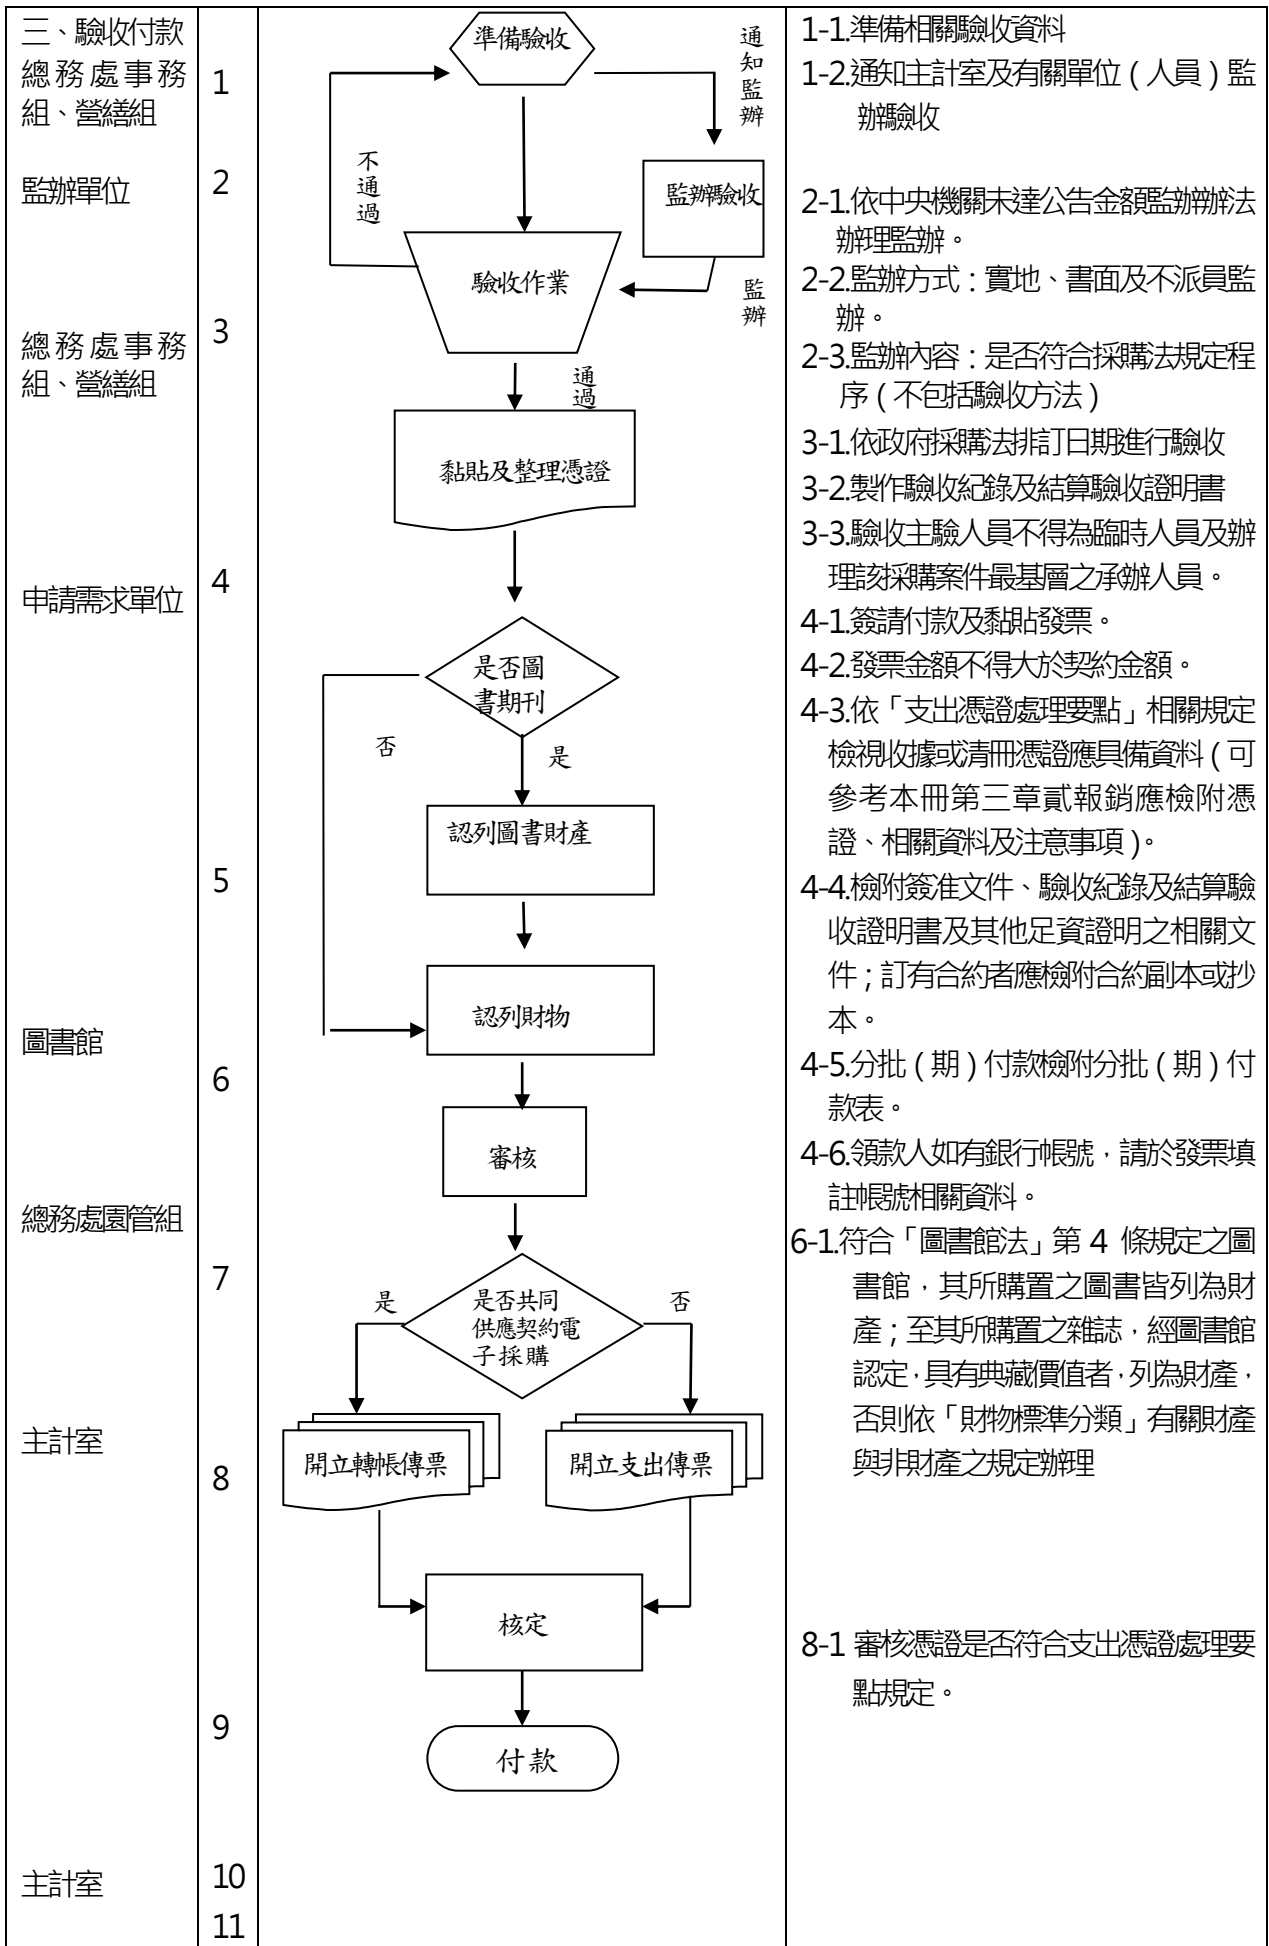 三、驗收付款
總務處事務
組、營繕組
監辦單位
總務處事務
組、營繕組
申請需求單位
圖書館
總務處園管組
主計室
主計室
1
2
3
4
5
6
7
8
9
10
11
準備驗收
通知監辦
不通過
監辦驗收
驗收作業
監辦
通過
黏貼及整理憑證
是否圖
書期刊
否
是
認列圖書財產
認列財物
審核
是否共同
供應契約電
子採購
是
否
開立轉帳傳票
開立支出傳票
核定
付款
1-1.準備相關驗收資料
1-2.通知主計室及有關單位（人員）監
辦驗收
2-1.依中央機關未達公告金額監辦辦法
辦理監辦。
2-2.監辦方式：實地、書面及不派員監
辦。
2-3.監辦內容：是否符合採購法規定程
序（不包括驗收方法）
3-1.依政府採購法排訂日期進行驗收
3-2.製作驗收紀錄及結算驗收證明書
3-3.驗收主驗人員不得為臨時人員及辦
理該採購案件最基層之承辦人員。
4-1.簽請付款及黏貼發票。
4-2.發票金額不得大於契約金額。
4-3.依「支出憑證處理要點」相關規定
檢視收據或清冊憑證應具備資料（可
參考本冊第三章貳報銷應檢附憑
證、相關資料及注意事項）。
4-4.檢附簽准文件、驗收紀錄及結算驗
收證明書及其他足資證明之相關文
件；訂有合約者應檢附合約副本或抄
本。
4-5.分批（期）付款檢附分批（期）付
款表。
4-6.領款人如有銀行帳號，請於發票填
註帳號相關資料。
6-1.符合「圖書館法」第 4 條規定之圖
書館，其所購置之圖書皆列為財
產；至其所購置之雜誌，經圖書館
認定，具有典藏價值者，列為財產，
否則依「財物標準分類」有關財產
與非財產之規定辦理
8-1 審核憑證是否符合支出憑證處理要
點規定。